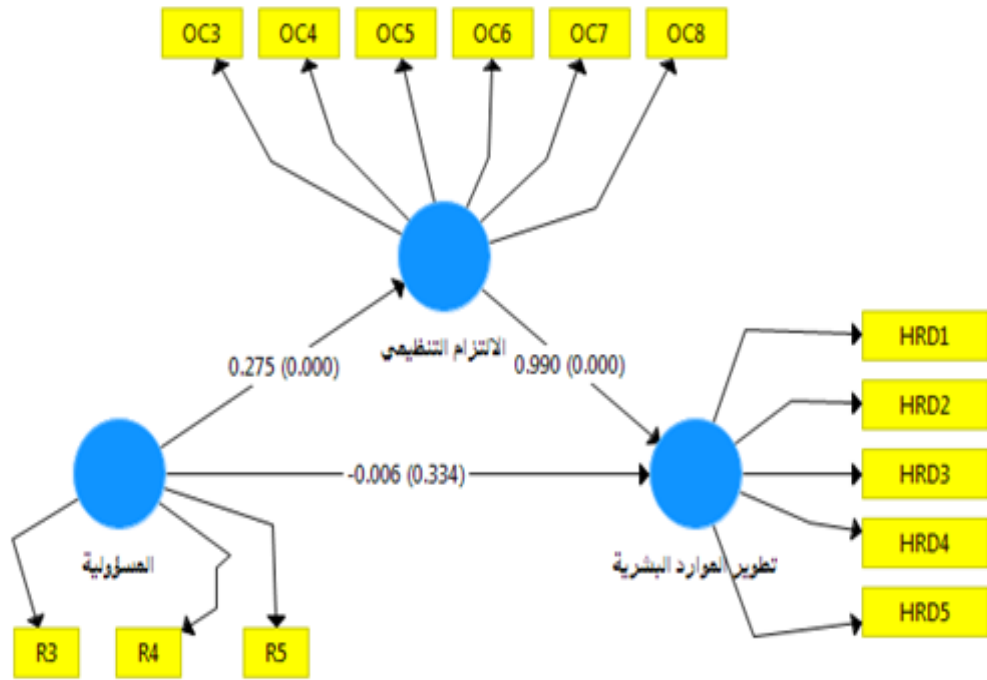 OC3 OC4 OC5 OC6 OC7 OC8
الالتزام التنظيمي
0.275 (0.000)
0.990 (0.000)
HRD1
HRD2
-0.006 (0.334)
HRD3
HRD4
المسؤولية
تطوير الموارد البشرية
HRD5
R3 R4 R5